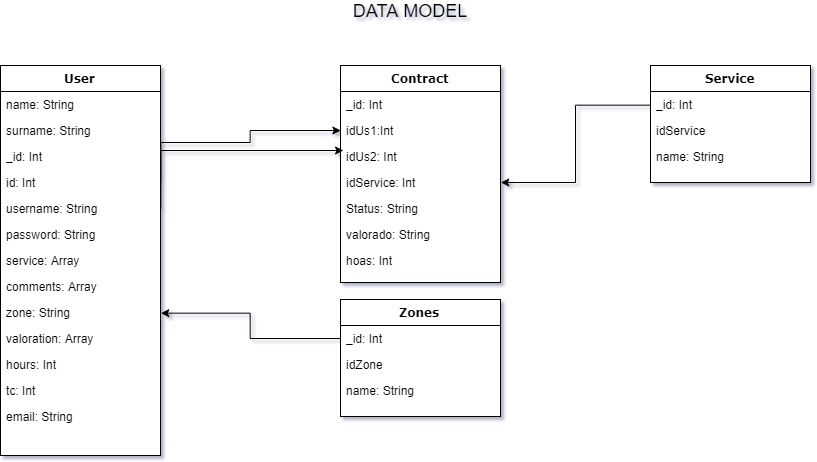 DATA MODEL
User
name: String
surname: String
_id: Int
id: Int
username: String
password: String
service: Array
comments: Array
zone: String
valoration: Array
hours: Int
tc: Int
email: String
Contract
_id: Int
idUs1:Int
idUs2: Int
idService: Int
Status: String
valorado: String
hoas: Int
Zones
_id: Int
idZone
name: String
Service
_id: Int
idService
name: String